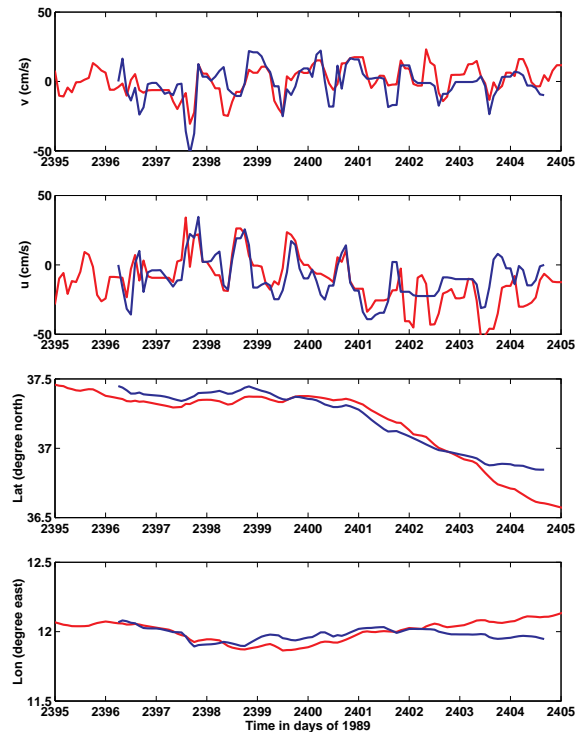 50
0
-50
v (cm/s)
2395 2396 2397 2398 2399 2400 2401 2402 2403 2404 2405
50
0
-50
u (cm/s)
2395 2396 2397 2398 2399 2400 2401 2402 2403 2404 2405
37.5
37
36.5
Lat (degree north)
2395 2396 2397 2398 2399 2400 2401 2402 2403 2404 2405
12.5
12
11.5
Lon (degree east)
2395 2396 2397 2398 2399 2400 2401 2402 2403 2404 2405
Time in days of 1989